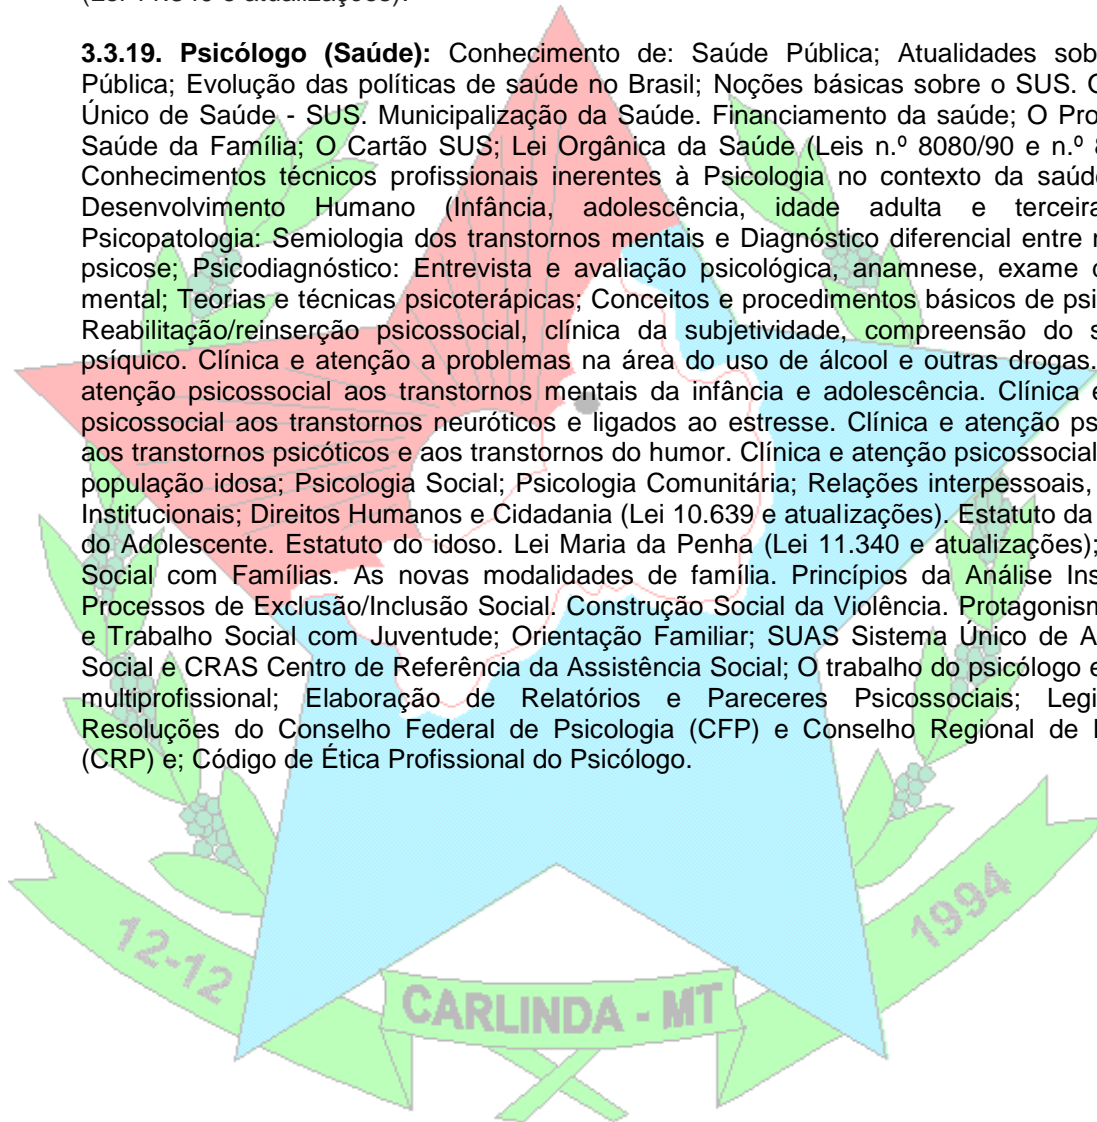 3.3.19. Psicólogo (Saúde): Conhecimento de: Saúde Pública; Atualidades sob
Pública; Evolução das políticas de saúde no Brasil; Noções básicas sobre o SUS.
Único de Saúde - SUS. Municipalização da Saúde. Financiamento da saúde; O Pro
Saúde da Família; O Cartão SUS; Lei Orgânica da Saúde (Leis n.º 8080/90 e n.º 8
Conhecimentos técnicos profissionais inerentes à Psicologia no contexto da saúde
Desenvolvimento Humano (Infância, adolescência, idade adulta e terceira
Psicopatologia: Semiologia dos transtornos mentais e Diagnóstico diferencial entre
psicose; Psicodiagnóstico: Entrevista e avaliação psicológica, anamnese, exame
mental; Teorias e técnicas psicoterápicas; Conceitos e procedimentos básicos de psi
Reabilitação/reinserção psicossocial, clínica da subjetividade, compreensão do s
psíquico. Clínica e atenção a problemas na área do uso de álcool e outras drogas.
atenção psicossocial aos transtornos mentais da infância e adolescência. Clínica e
psicossocial aos transtornos neuróticos e ligados ao estresse. Clínica e atenção ps
aos transtornos psicóticos e aos transtornos do humor. Clínica e atenção psicossocial
população idosa; Psicologia Social; Psicologia Comunitária; Relações interpessoais,
Institucionais; Direitos Humanos e Cidadania (Lei 10.639 e atualizações). Estatuto da
do Adolescente. Estatuto do idoso. Lei Maria da Penha (Lei 11.340 e atualizações);
Social com Famílias. As novas modalidades de família. Princípios da Análise Ins
Processos de Exclusão/Inclusão Social. Construção Social da Violência. Protagonism
e Trabalho Social com Juventude; Orientação Familiar; SUAS Sistema Único de A
Social e CRAS Centro de Referência da Assistência Social; O trabalho do psicólogo e
multiprofissional; Elaboração de Relatórios e Pareceres Psicossociais; Legi
Resoluções do Conselho Federal de Psicologia (CFP) e Conselho Regional de
(CRP) e; Código de Ética Profissional do Psicólogo.
12-12
1994
CARLINDA - MT